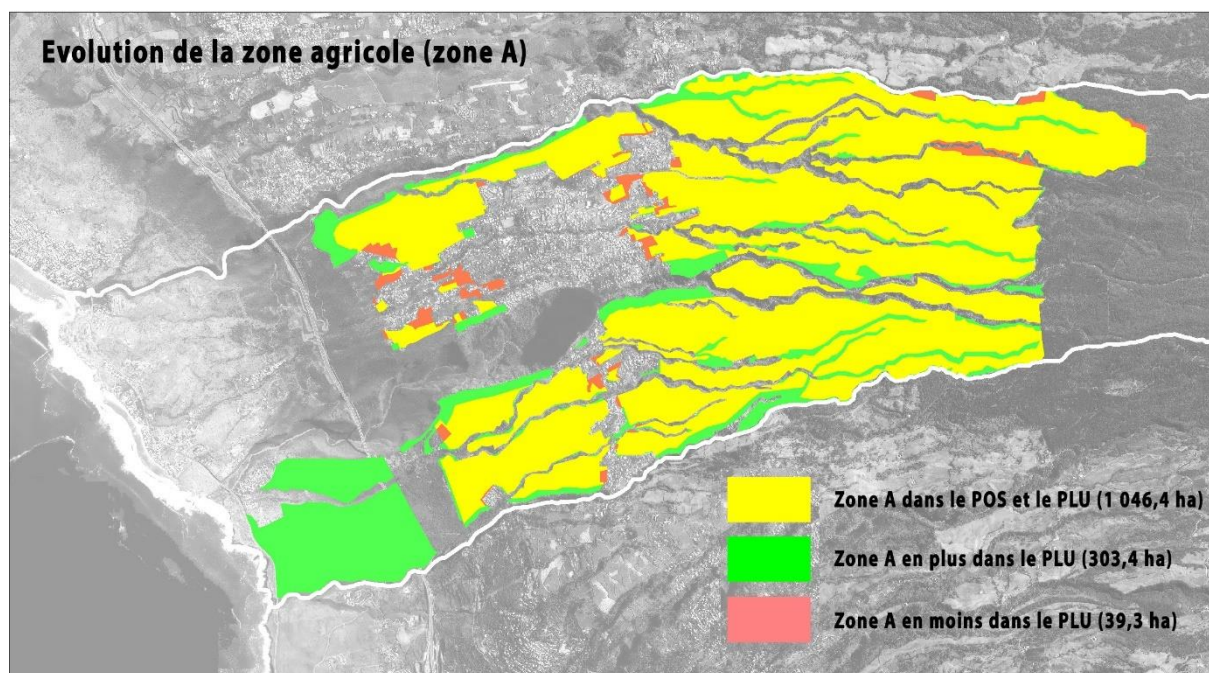 Evolution de la zone agricole (zone A)
Zone A dans le POS et le PLU (1 046,4 ha)
Zone A en plus dans le PLU (303,4 ha)
Zone A en moins dans le PLU (39,3 ha)